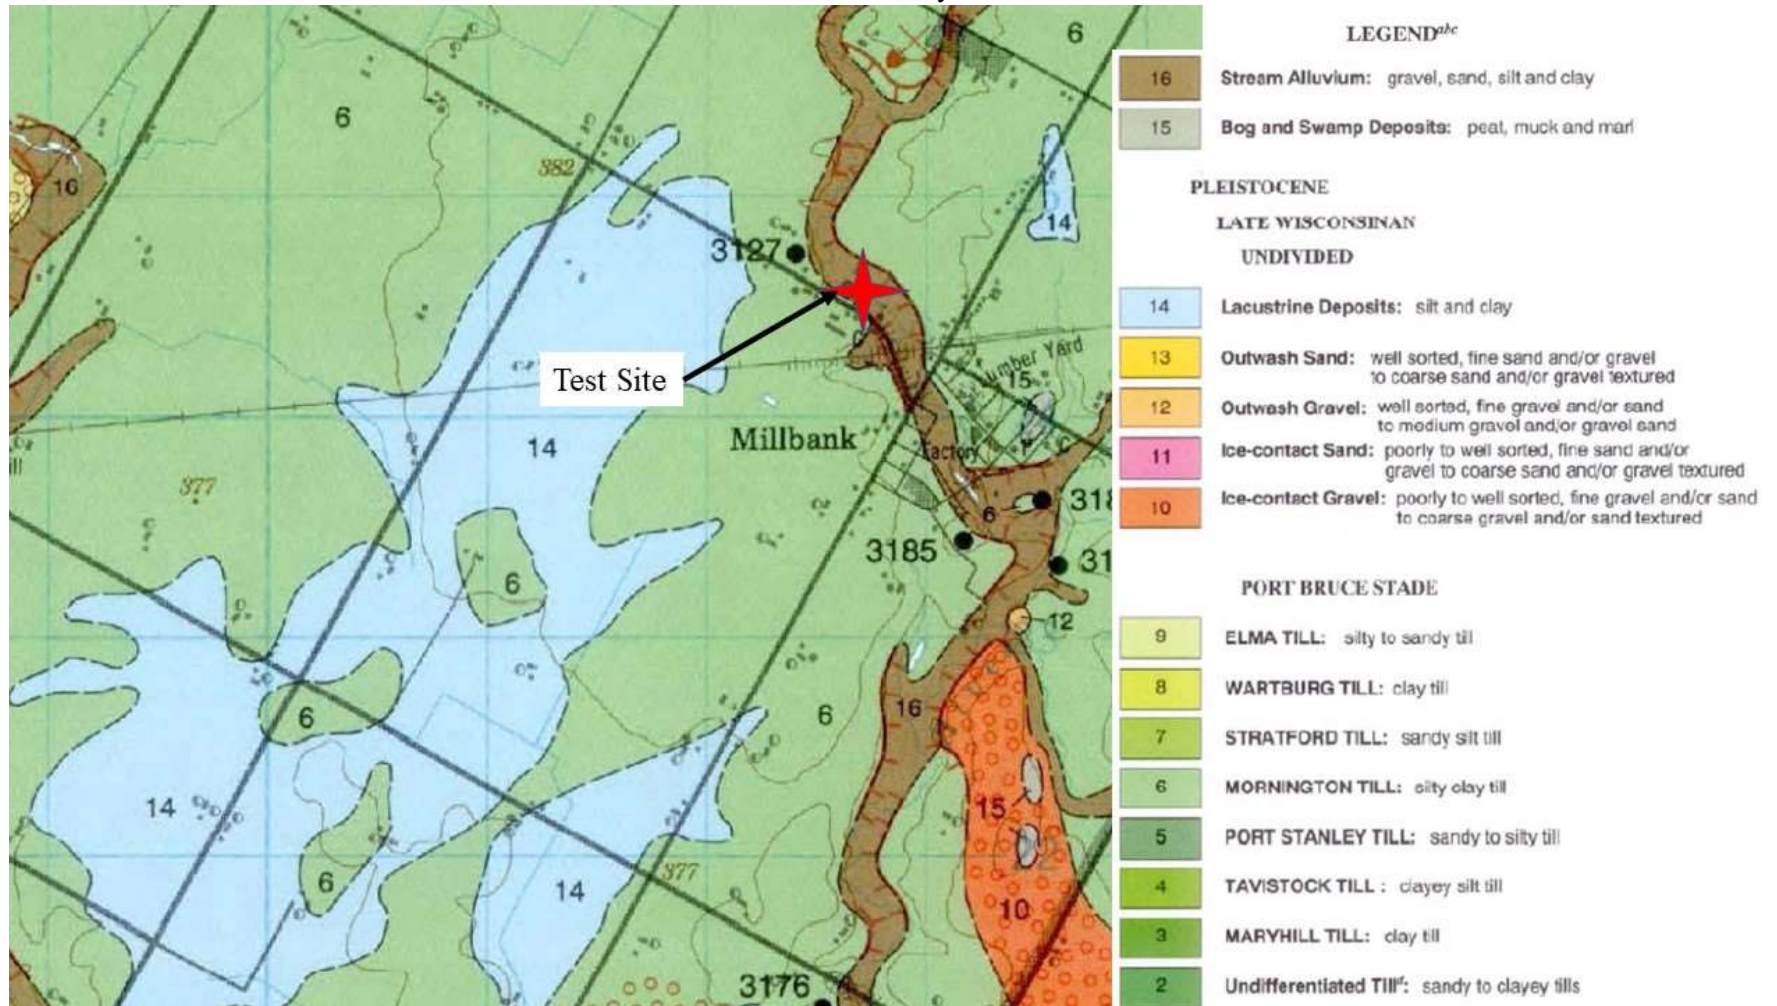 6
6
382
16
14
3127
Test Site
Lumber Yard
15
Millbank
Factory
14
377
6
318
3185
31
6
12
6
6
16
14
15
377
6
14
10
3176
LEGENDabc
16 Stream Alluvium: gravel, sand, silt and clay
15 Bog and Swamp Deposits: peat, muck and marl
PLEISTOCENE
LATE WISCONSINAN
UNDIVIDED
14 Lacustrine Deposits: silt and clay
13 Outwash Sand: well sorted, fine sand and/or gravel
to coarse sand and/or gravel textured
12 Outwash Gravel: well sorted, fine gravel and/or sand
to medium gravel and/or gravel sand
11 Ice-contact Sand: poorly to well sorted, fine sand and/or
gravel to coarse sand and/or gravel textured
10 Ice-contact Gravel: poorly to well sorted, fine gravel and/or sand
to coarse gravel and/or sand textured
PORT BRUCE STADE
9 ELMA TILL: silty to sandy till
8 WARTBURG TILL: clay till
7 STRATFORD TILL: sandy silt till
6 MORNINGTON TILL: silty clay till
5 PORT STANLEY TILL: sandy to silty till
4 TAVISTOCK TILL : clayey silt till
3 MARYHILL TILL: clay till
2 Undifferentiated Till: sandy to clayey tills